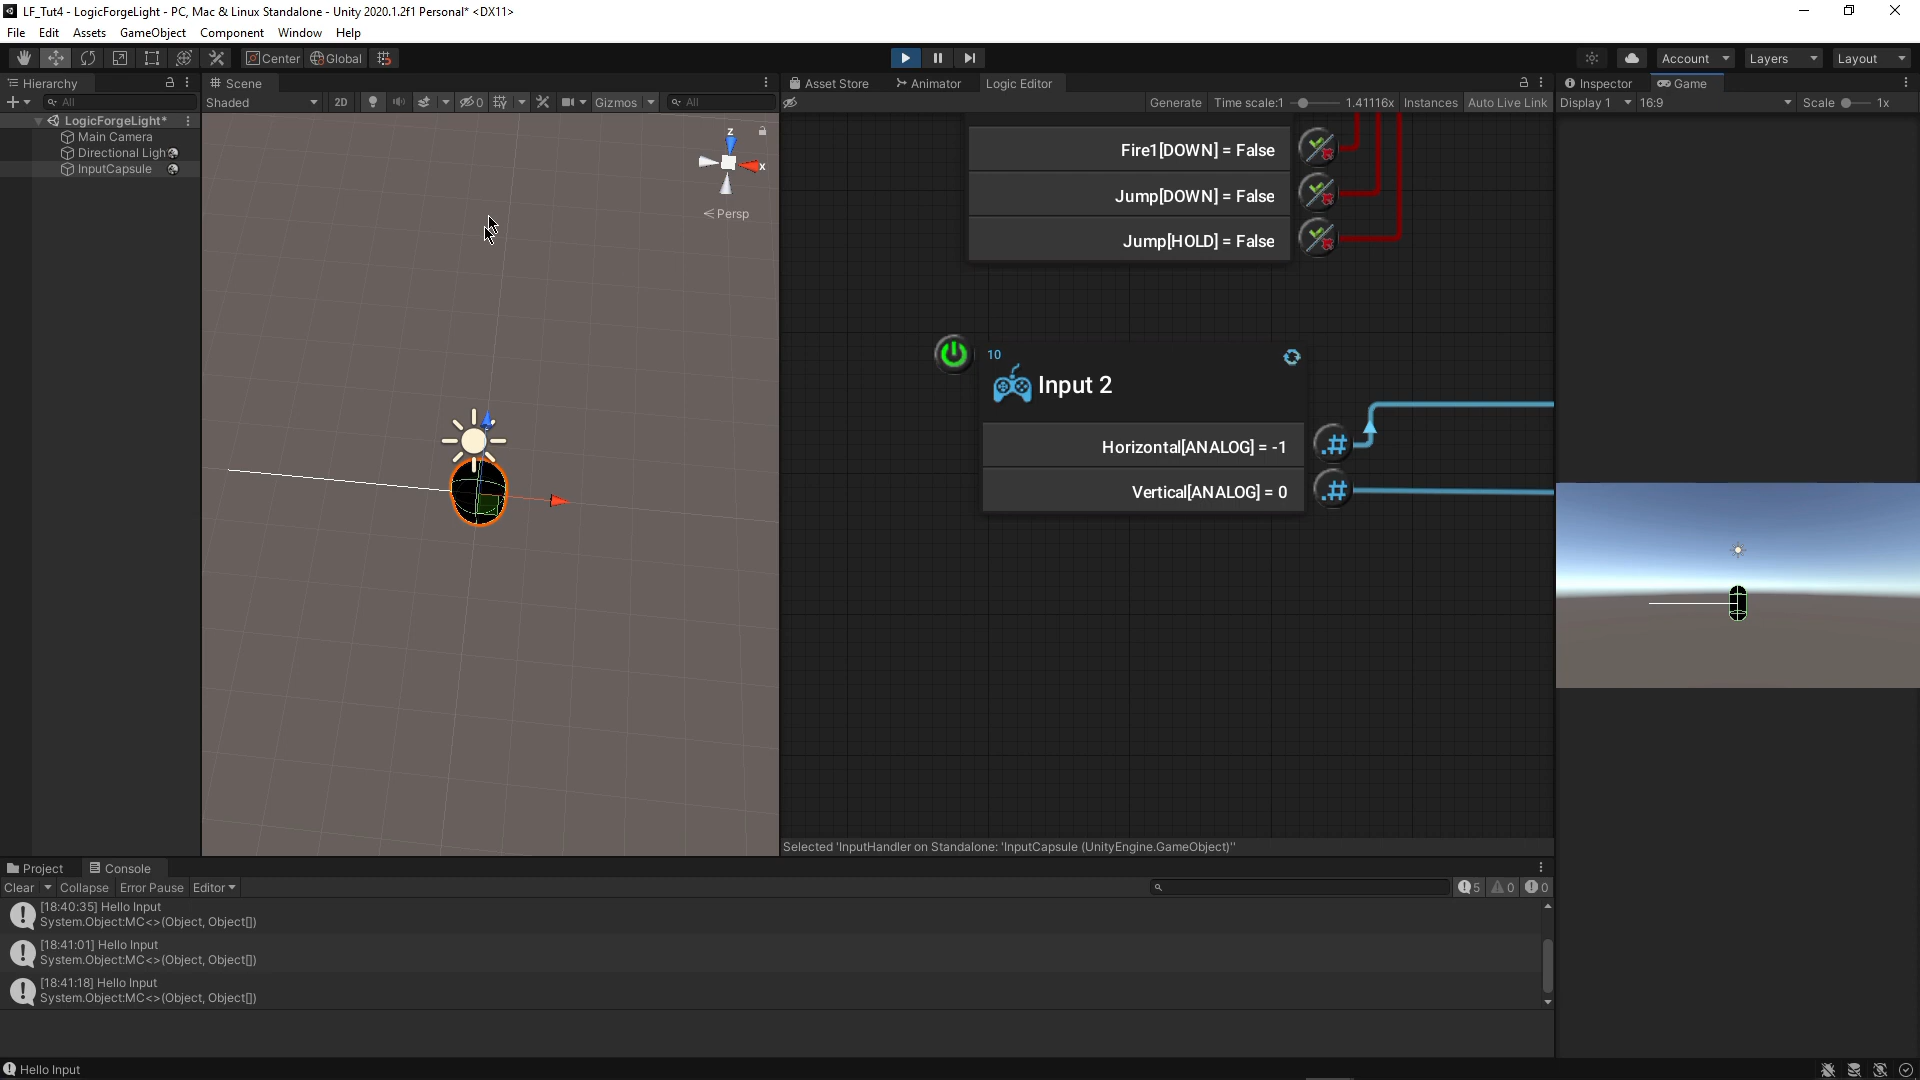 LF_Tut4 - LogicForgeLight - PC, Mac & Linux Standalone - Unity 2020.1.2f1 Personal* <DX11>
File Edit Assets GameObject Component Window Help
Center Global Account Layers Layout
Hierarchy
All
LogicForgeLight*
Main Camera
Directional Ligh
InputCapsule
Scene
Shaded 2D 0 Gizmos All
z
x
Persp
Asset Store Animator Logic Editor
Generate Time scale:1 1.41116x Instances Auto Live Link
Fire1[DOWN] = False
Jump[DOWN] = False
Jump[HOLD] = False
10
Input 2
Horizontal[ANALOG] = -1
.#
Vertical[ANALOG] = 0
.#
Selected 'InputHandler on Standalone: 'InputCapsule (UnityEngine.GameObject)''
Inspector Game
Display 1 16:9 Scale 1x
Project Console
Clear Collapse Error Pause Editor 5 0 0
[18:40:35] Hello Input
System.Object:MC<>(Object, Object[])
[18:41:01] Hello Input
System.Object:MC<>(Object, Object[])
[18:41:18] Hello Input
System.Object:MC<>(Object, Object[])
Hello Input